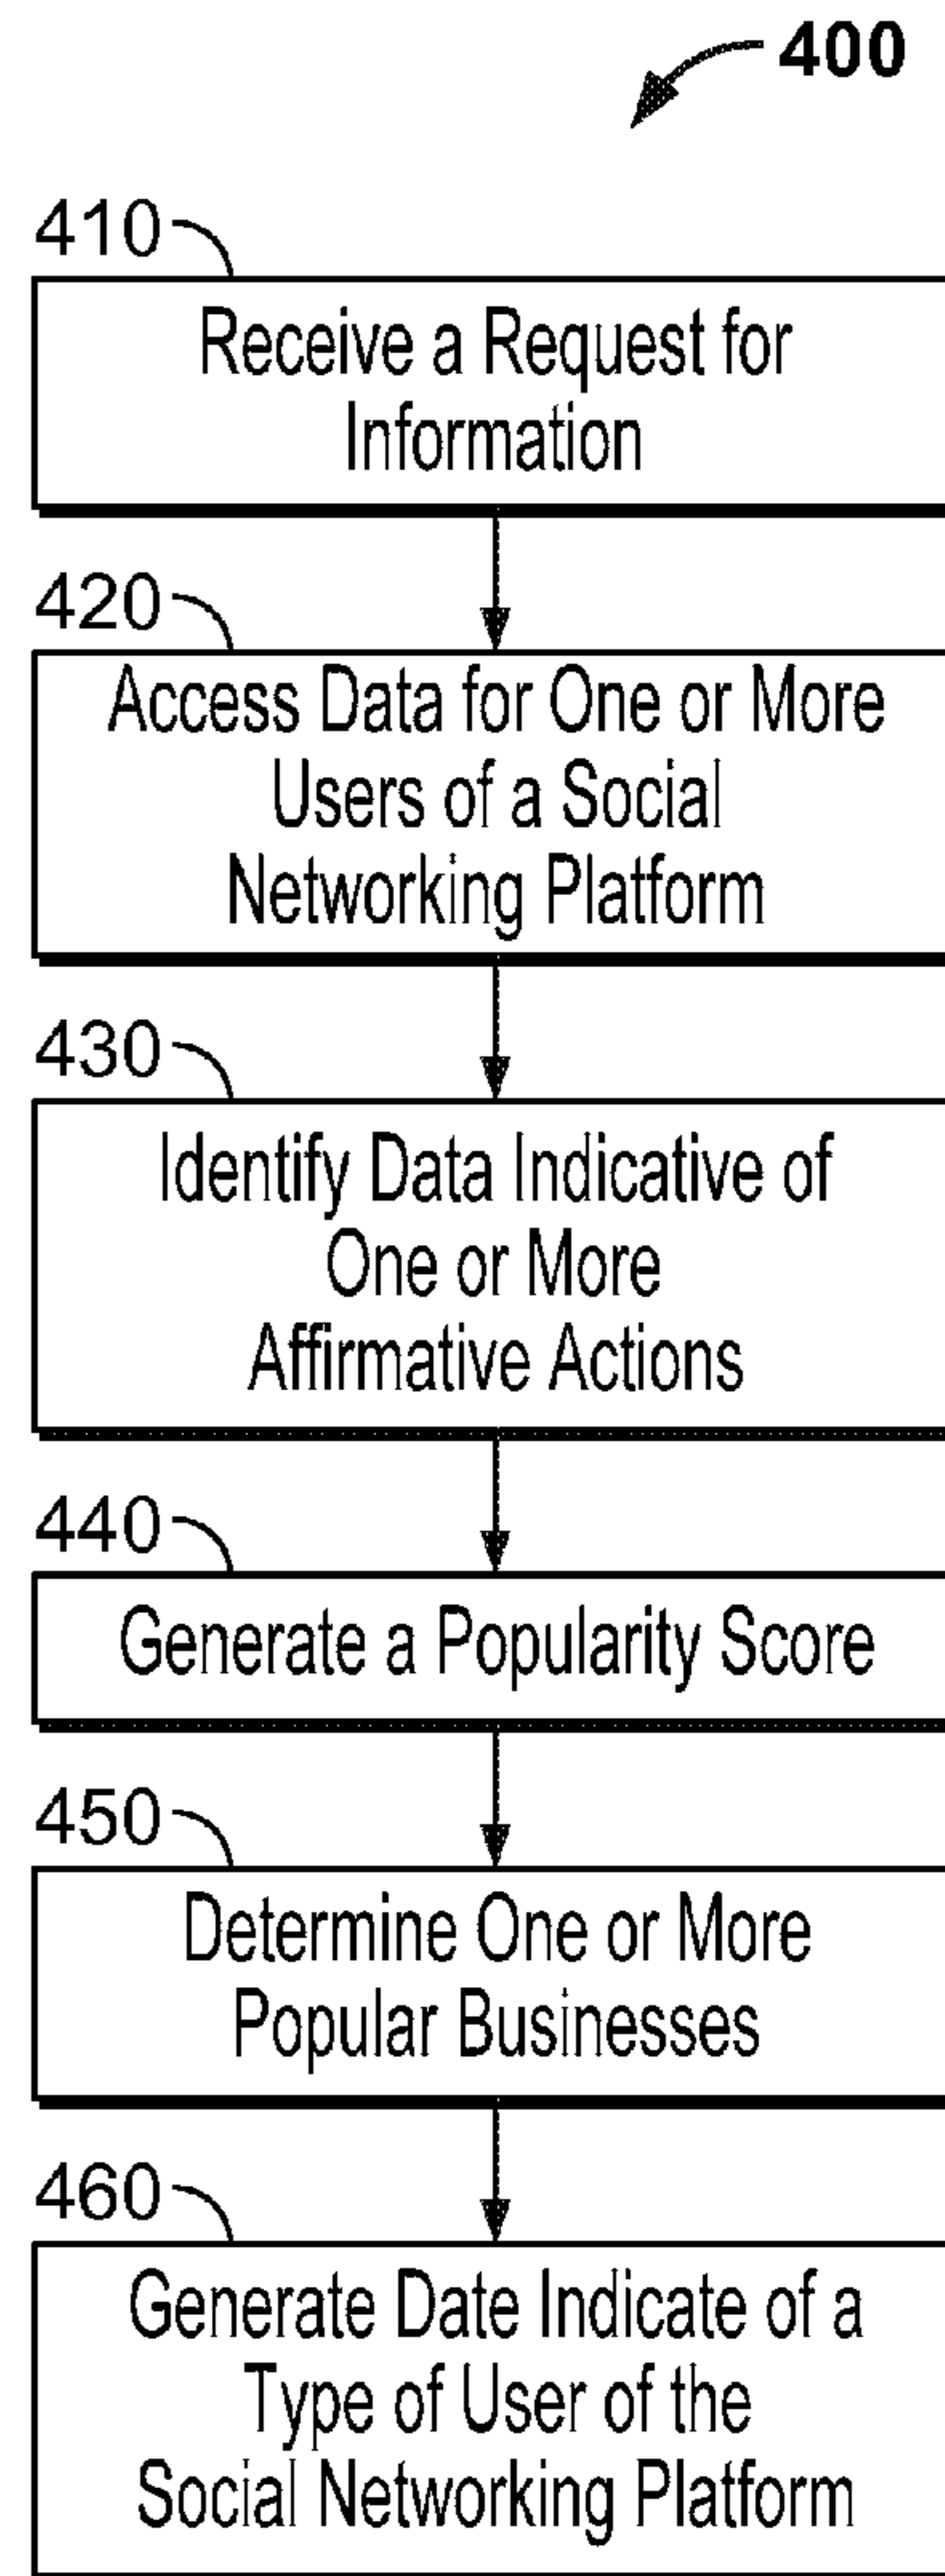 400
410
Receive a Request for
Information
420
Access Data for One or More
Users of a Social
Networking Platform
430
Identify Data Indicative of
One or More
Affirmative Actions
440
Generate a Popularity Score
450
Determine One or More
Popular Businesses
460
Generate Date Indicate of a
Type of User of the
Social Networking Platform